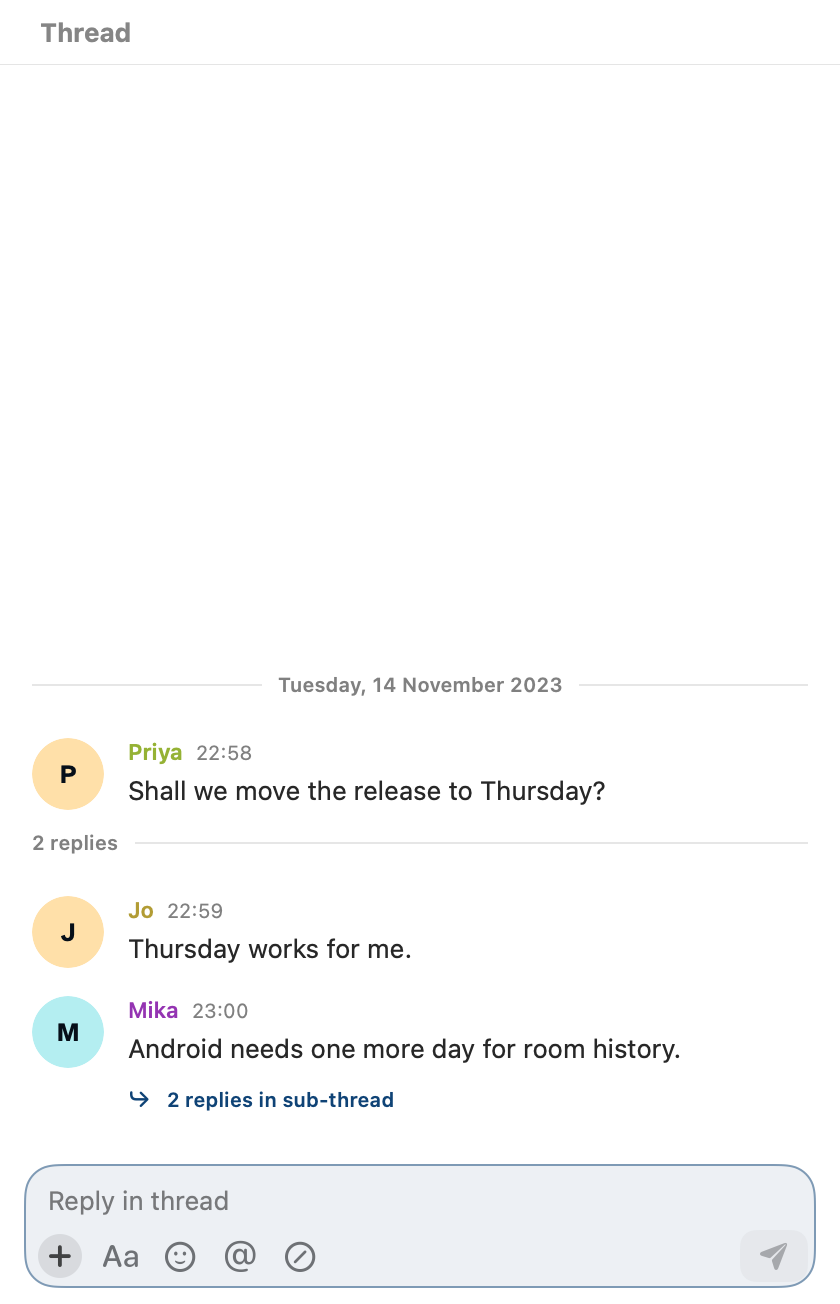 Thread
Tuesday, 14 November 2023
P
Priya 22:58
Shall we move the release to Thursday?
2 replies
J
Jo 22:59
Thursday works for me.
M
Mika 23:00
Android needs one more day for room history.
2 replies in sub-thread
Reply in thread
Aa @